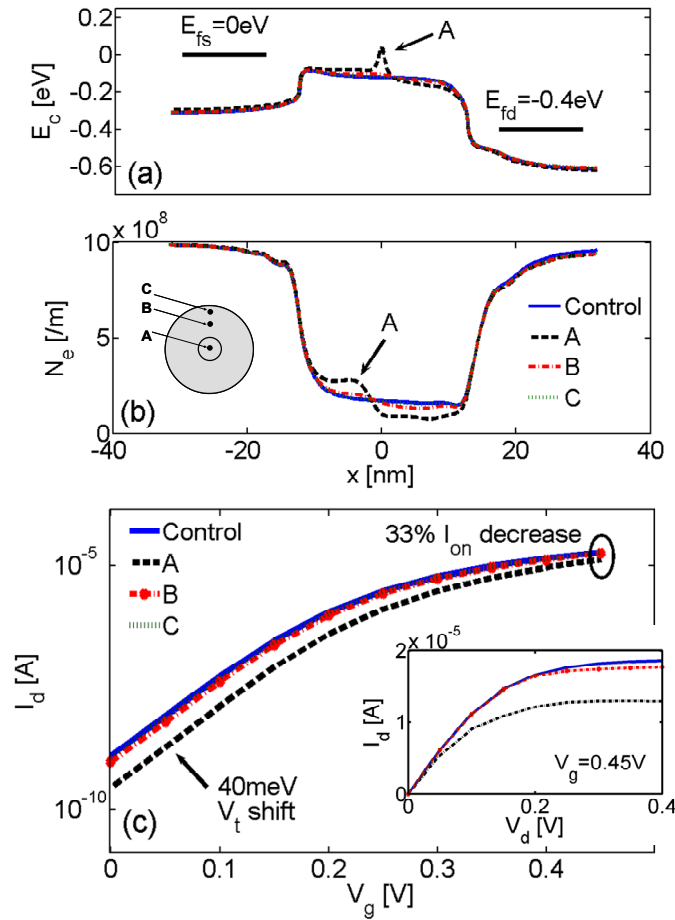 0.2
0
-0.2
-0.4
-0.6
E_c [eV]
E_fs=0eV
A
E_fd=-0.4eV
(a)
x 10^8
10
5
0
N_e [/m]
C
B
A
A
Control
A
B
C
(b)
-40
-20
0
20
40
x [nm]
Control
A
B
C
33% I_on decrease
10^-5
10^-10
I_d [A]
40meV
V_t shift
(c)
x 10^-5
2
1
0
I_d [A]
V_g=0.45V
0
0.2
0.4
V_d [V]
0
0.1
0.2
0.3
0.4
V_g [V]